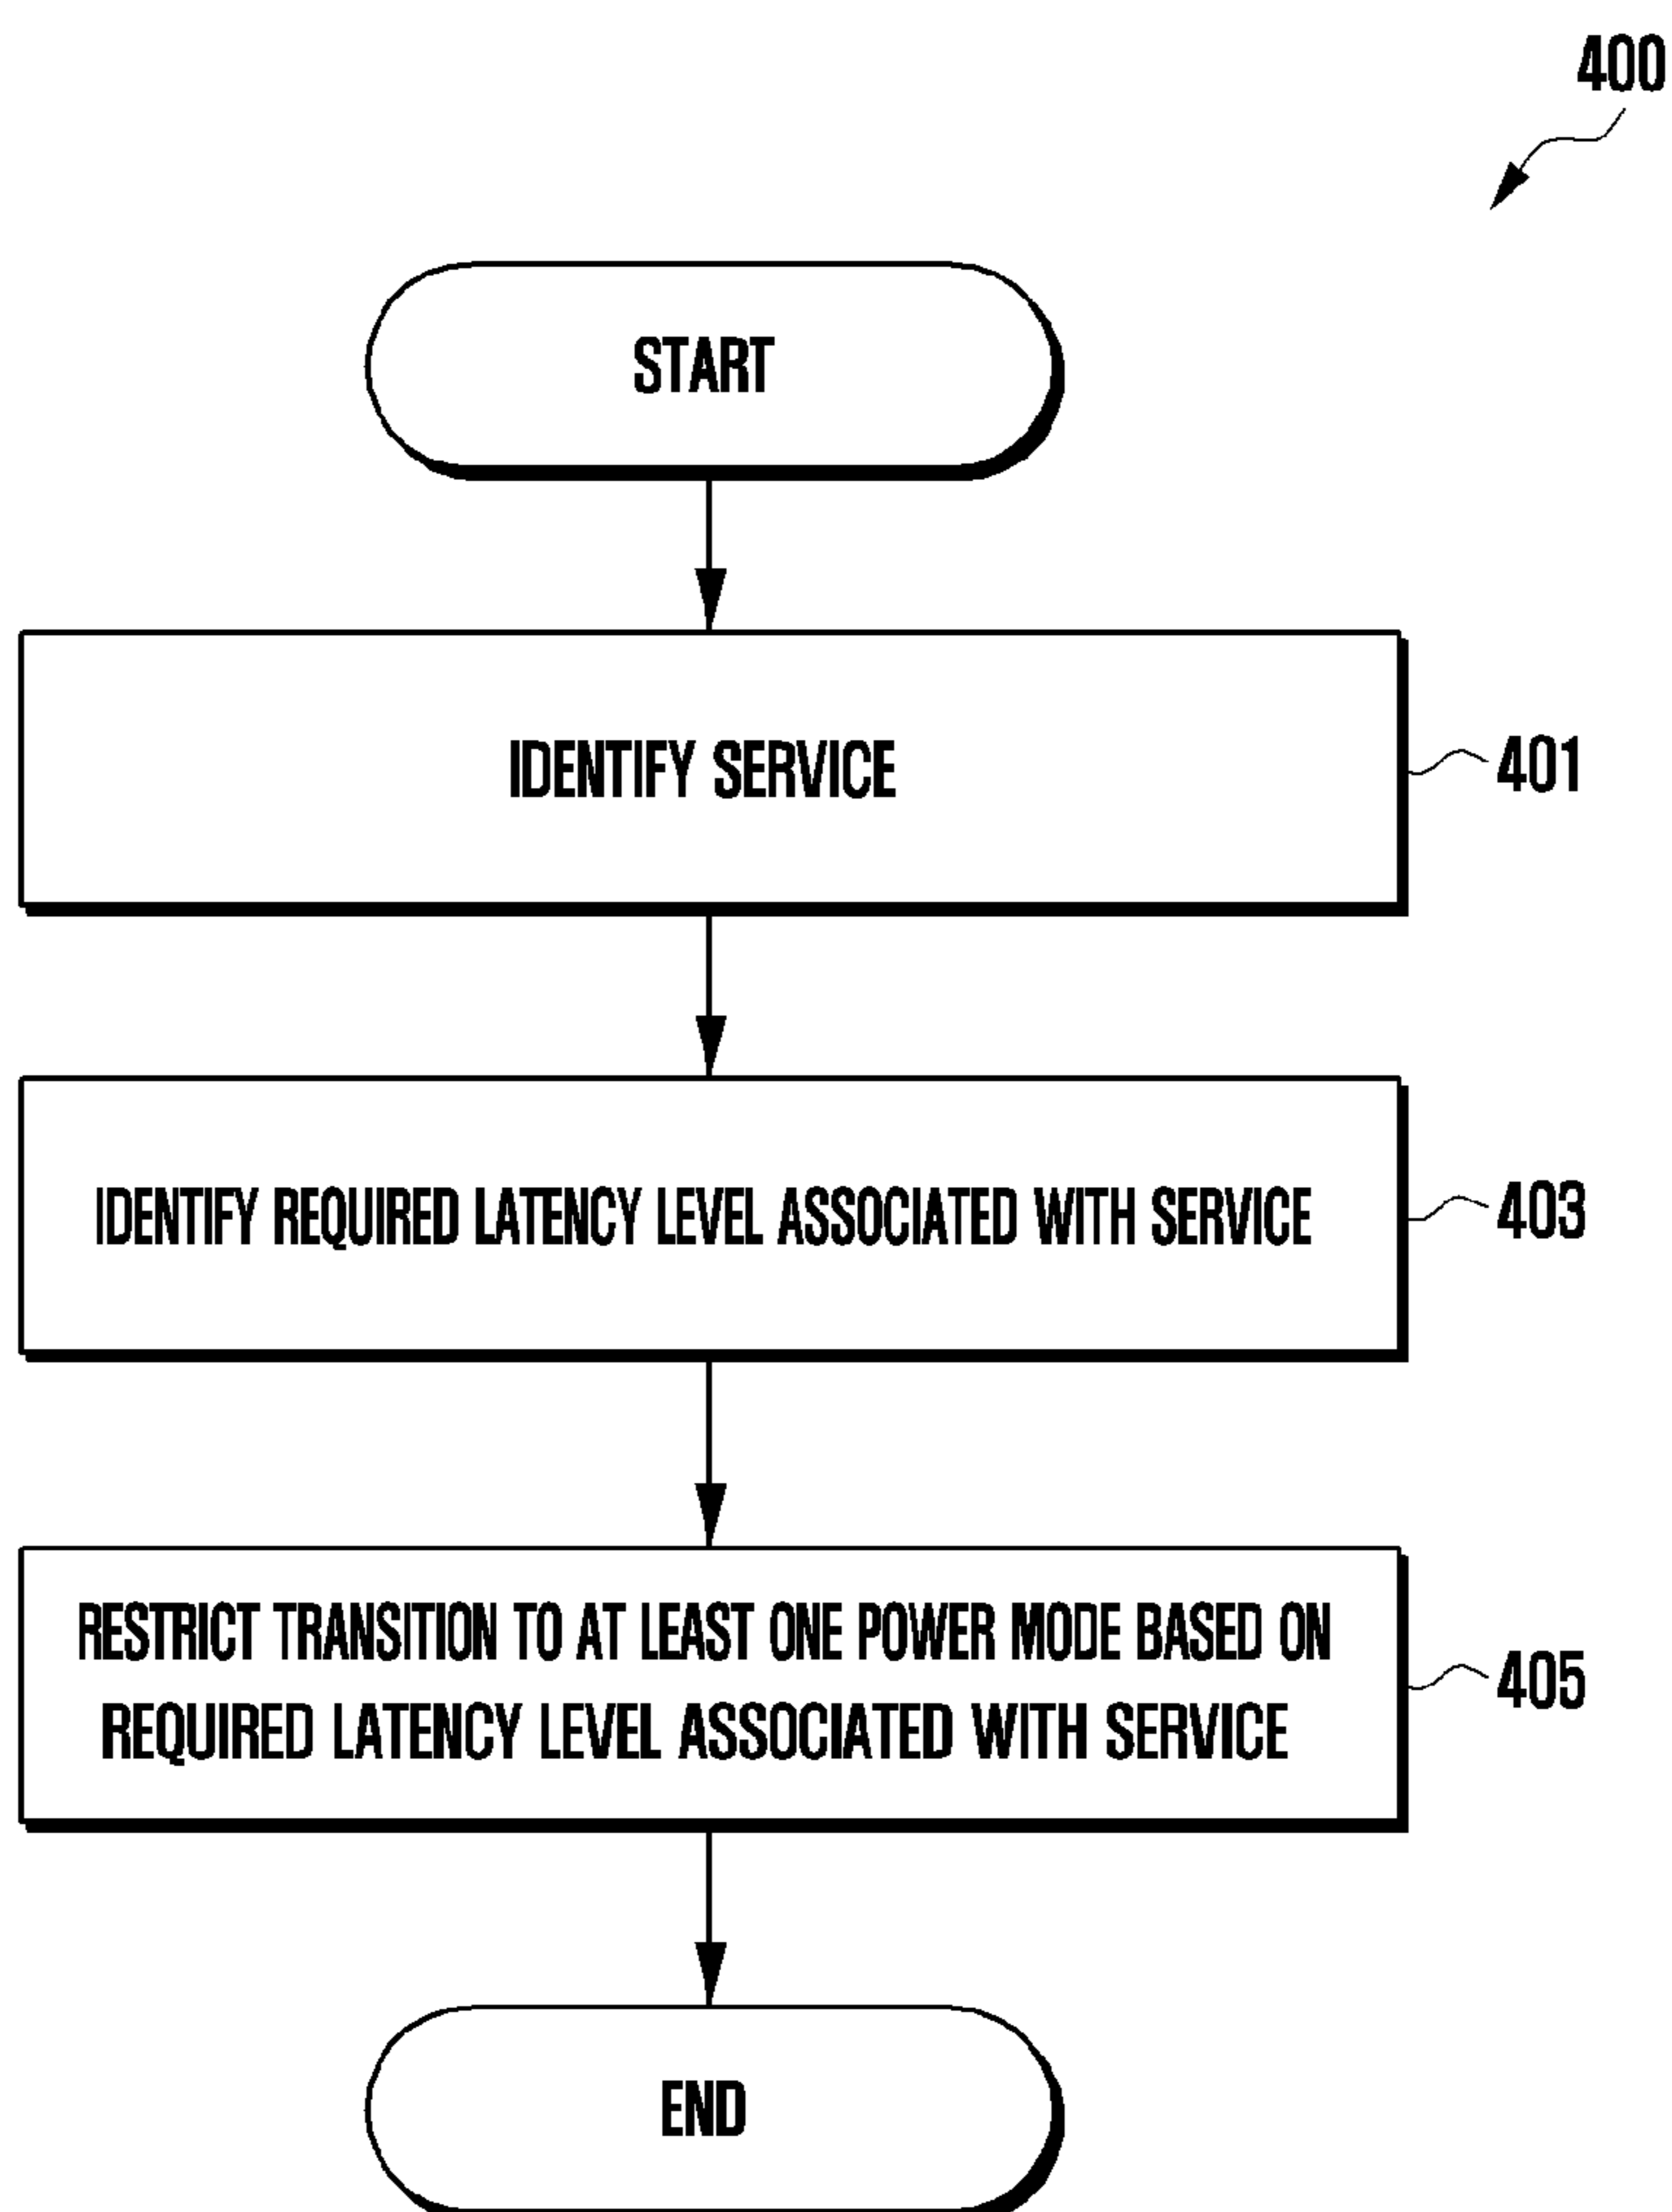 400
START
IDENTIFY SERVICE
401
IDENTIFY REQUIRED LATENCY LEVEL ASSOCIATED WITH SERVICE
403
RESTRICT TRANSITION TO AT LEAST ONE POWER MODE BASED ON
REQUIRED LATENCY LEVEL ASSOCIATED WITH SERVICE
405
END